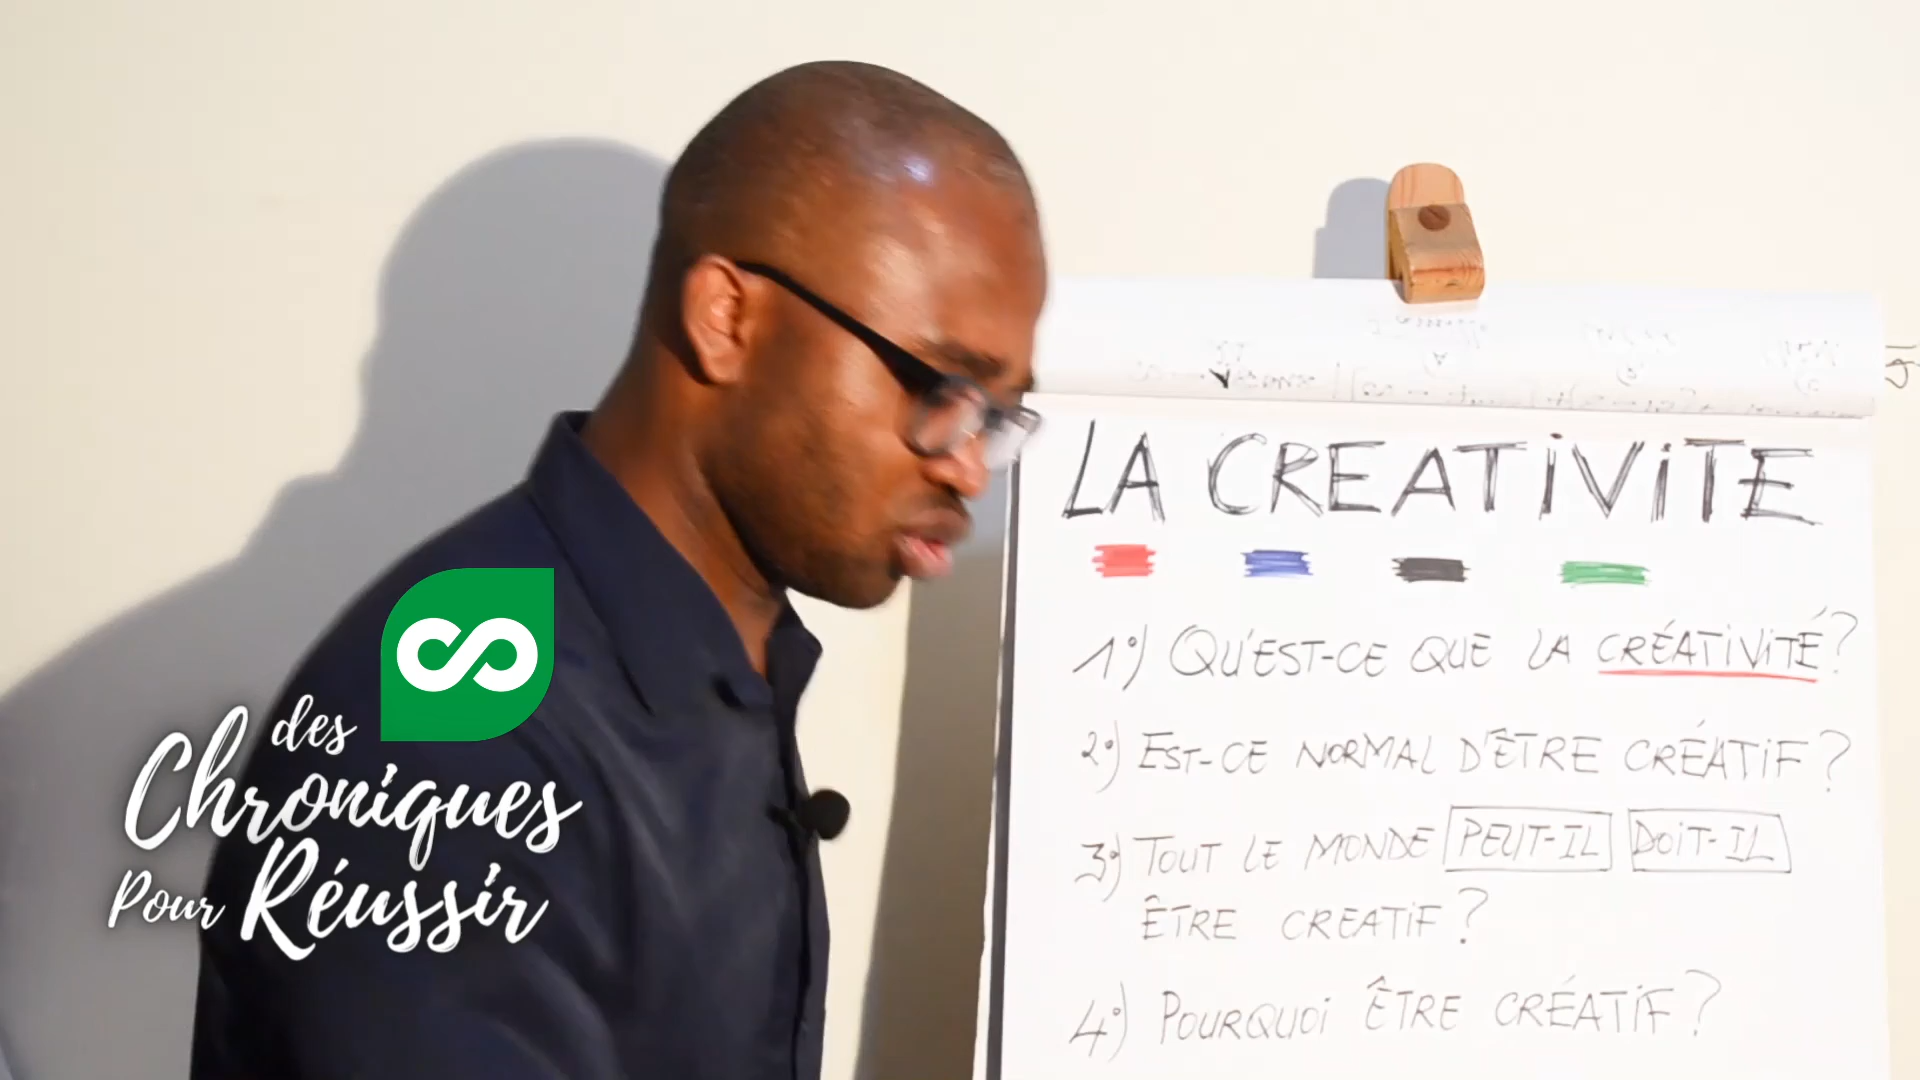 des
Chroniques
Pour Réussir
LA CREATIVITE
1°) QU'EST-CE QUE LA CRÉATIVITÉ?
2°) EST-CE NORMAL D'ÊTRE CRÉATIF?
3°) TOUT LE MONDE PEUT-IL DOIT-IL
ÊTRE CREATIF?
4°) POURQUOI ÊTRE CRÉATIF?